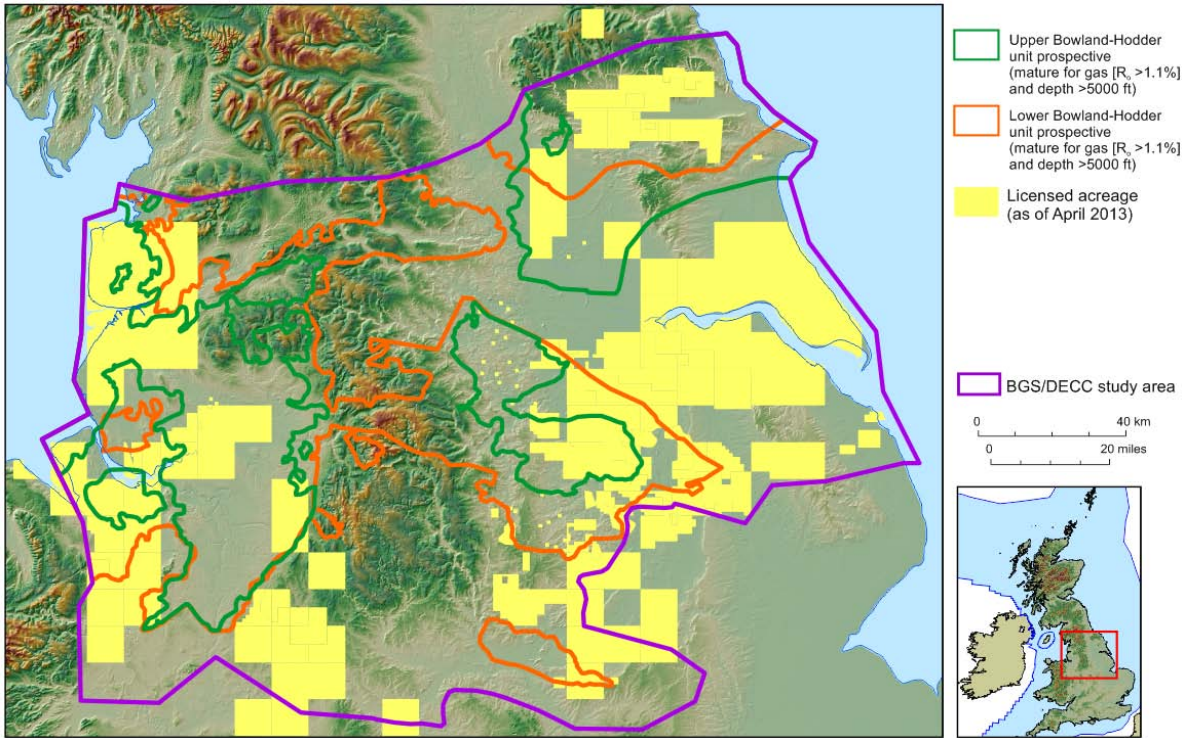 Upper Bowland-Hodder
unit prospective
(mature for gas [Rₒ >1.1%]
and depth >5000 ft)
Lower Bowland-Hodder
unit prospective
(mature for gas [Rₒ >1.1%]
and depth >5000 ft)
Licensed acreage
(as of April 2013)
BGS/DECC study area
0 40 km
0 20 miles